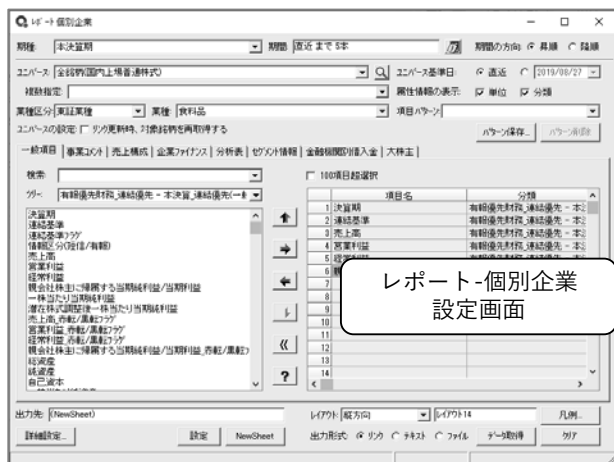 レポート 個別企業
期種: 本決算期 期間: 直近 まで 5本 期間の方向: 昇順 降順
ユニバース: 全銘柄(国内上場普通株式) ユニバース基準日: 直近 2019/08/27
複数指定: 属性情報の表示: 単位 分類
業種区分: 東証業種 業種: 食料品 項目パターン:
ユニバースの設定: リンク更新時、対象銘柄を再取得する パターン保存... パターン削除
一般項目 事業コメント 売上構成 企業ファイナンス 分析表 セグメント情報 金融機関別借入金 大株主
検索: 100項目超選択
ツリー: 有報優先財務_連結優先 - 本決算_連結優先(一
項目名 分類
決算期
連結基準
連結基準フラグ
情報区分(短信/有報)
売上高
営業利益
経常利益
親会社株主に帰属する当期純利益/当期利益
一株当たり当期純利益
潜在株式調整後一株当たり当期純利益
売上高_赤転/黒転フラグ
営業利益_赤転/黒転フラグ
経常利益_赤転/黒転フラグ
親会社株主に帰属する当期純利益/当期利益_赤転/黒転フ
総資産
純資産
自己資本
?
1 決算期 有報優先財務_連結優先 - 本
2 連結基準 有報優先財務_連結優先 - 本
3 売上高 有報優先財務_連結優先 - 本
4 営業利益 有報優先財務_連結優先 - 本
5 経常利益
6
7
8
9
10
11
12
13
14
レポート-個別企業
設定画面
出力先: (NewSheet) レイアウト: 縦方向 レイアウト14 凡例...
詳細設定... 設定 NewSheet 出力形式: リンク テキスト ファイル データ取得 クリア